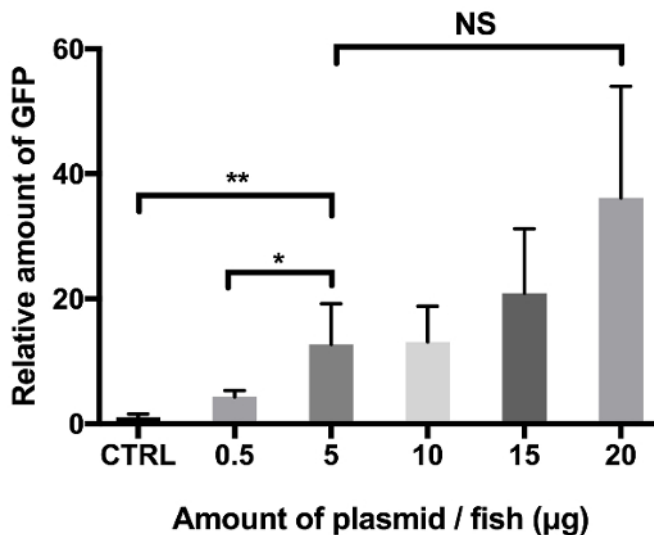 NS
60
40
20
0
**
*
Relative amount of GFP
CTRL 0.5 5 10 15 20
Amount of plasmid / fish (µg)